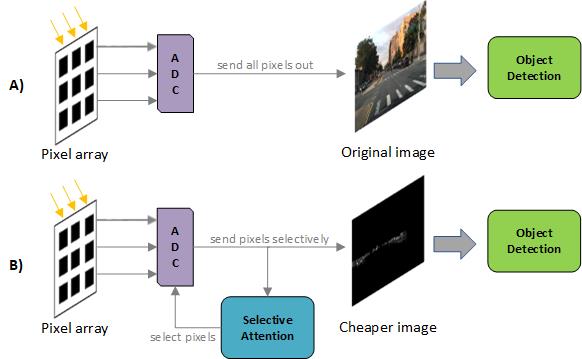 A)
A
D
C
send all pixels out
Object
Detection
Pixel array
Original image
B)
A
D
C
send pixels selectively
Object
Detection
select pixels
Selective
Attention
Pixel array
Cheaper image